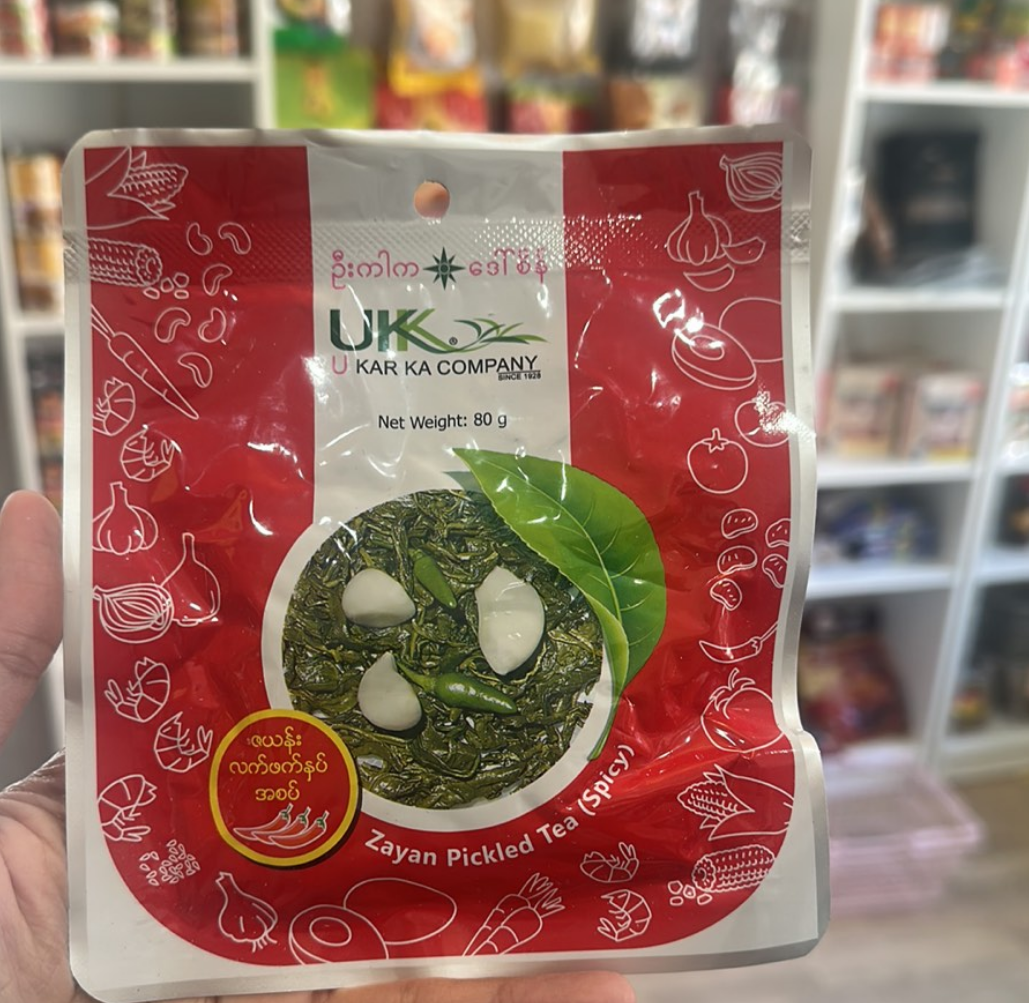 ဦးကါက ဒေါ်စိန်
UKK ®
U KAR KA COMPANY
SINCE 1928
Net Weight: 80 g
ဇယန်း
လက်ဖက်နှပ်
အစပ်
Zayan Pickled Tea (Spicy)